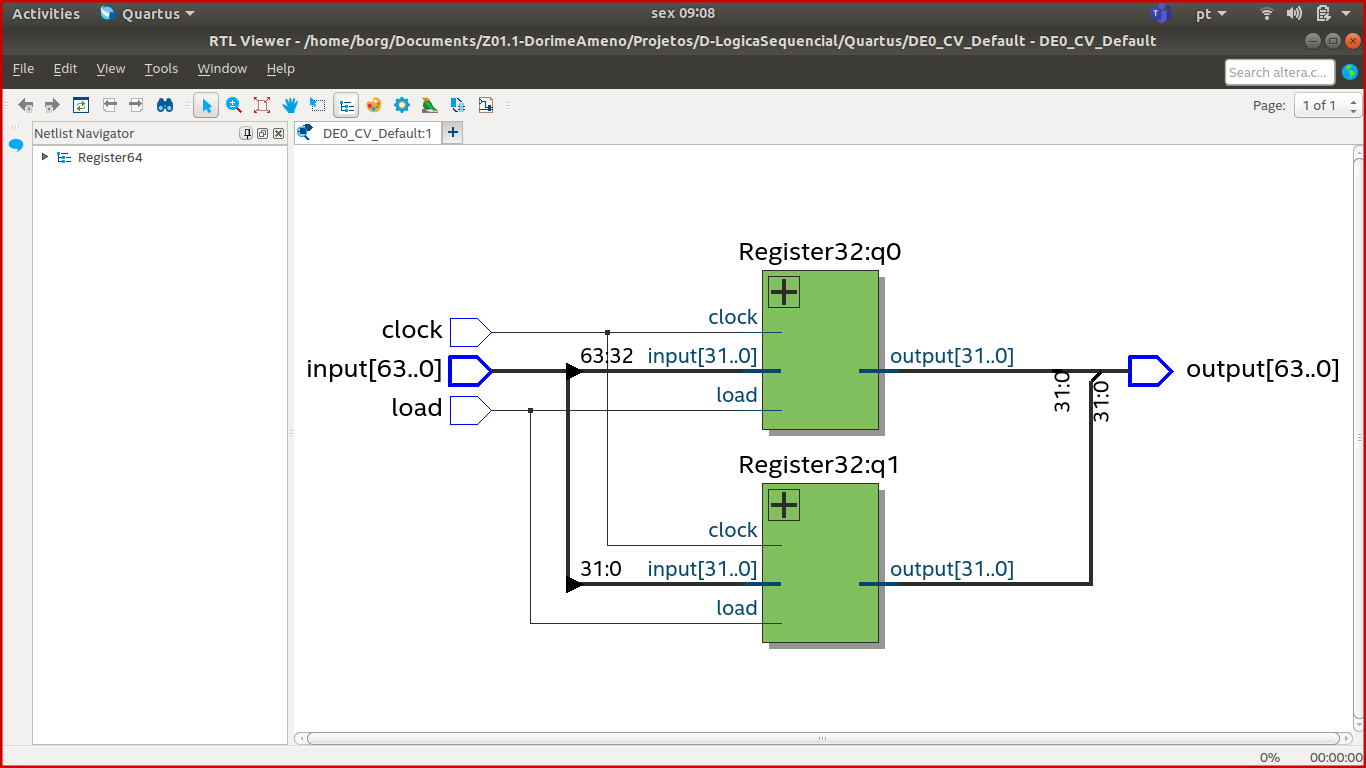 Activities Quartus sex 09:08 pt
RTL Viewer - /home/borg/Documents/Z01.1-DorimeAmeno/Projetos/D-LogicaSequencial/Quartus/DE0_CV_Default - DE0_CV_Default
File Edit View Tools Window Help Search altera.c...
Page: 1 of 1
Netlist Navigator DE0_CV_Default:1
Register64
Register32:q0
clock clock
input[63..0] 63:32 input[31..0] output[31..0] output[63..0]
load load 31:0 31:0
Register32:q1
clock
31:0 input[31..0] output[31..0]
load
0% 00:00:00